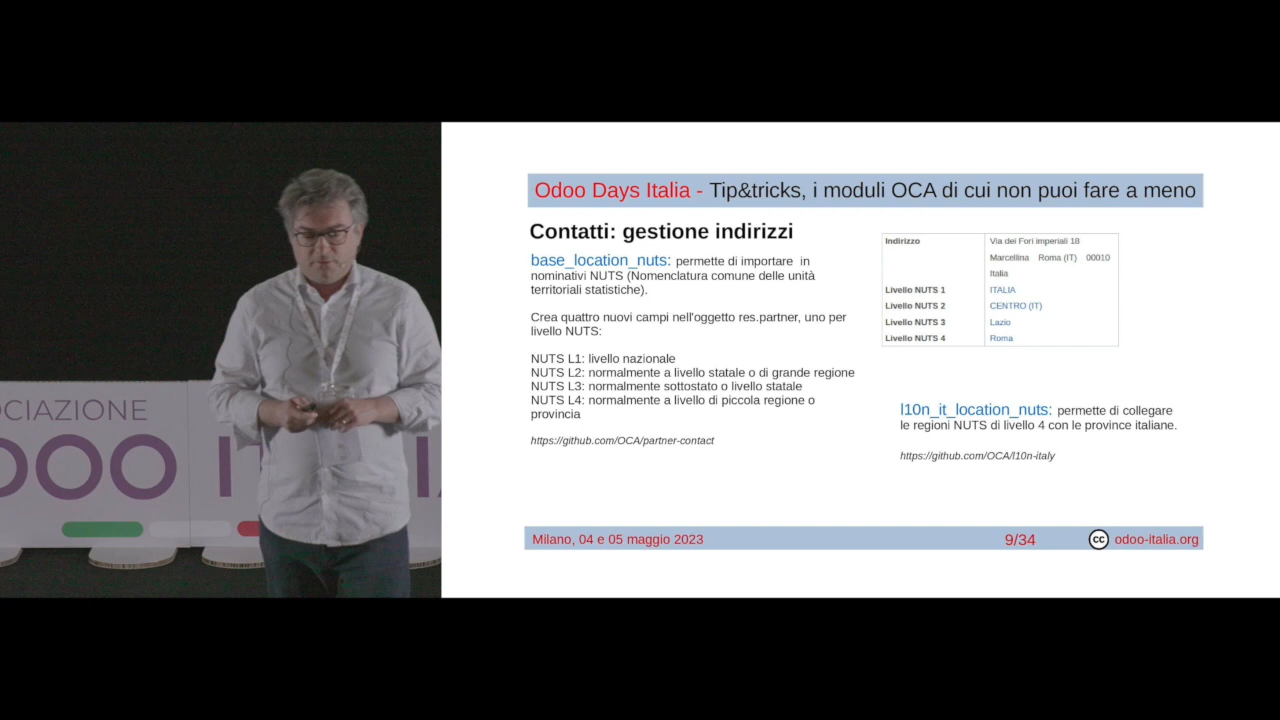 Odoo Days Italia - Tip&tricks, i moduli OCA di cui non puoi fare a meno
Contatti: gestione indirizzi
base_location_nuts: permette di importare in
nominativi NUTS (Nomenclatura comune delle unità
territoriali statistiche).
Crea quattro nuovi campi nell'oggetto res.partner, uno per
livello NUTS:
NUTS L1: livello nazionale
NUTS L2: normalmente a livello statale o di grande regione
NUTS L3: normalmente sottostato o livello statale
NUTS L4: normalmente a livello di piccola regione o
provincia
https://github.com/OCA/partner-contact
Indirizzo Via dei Fori imperiali 18
Marcellina Roma (IT) 00010
Italia
Livello NUTS 1 ITALIA
Livello NUTS 2 CENTRO (IT)
Livello NUTS 3 Lazio
Livello NUTS 4 Roma
l10n_it_location_nuts: permette di collegare
le regioni NUTS di livello 4 con le province italiane.
https://github.com/OCA/l10n-italy
Milano, 04 e 05 maggio 2023 9/34 cc odoo-italia.org
OCIAZIONE
DOO IT IA